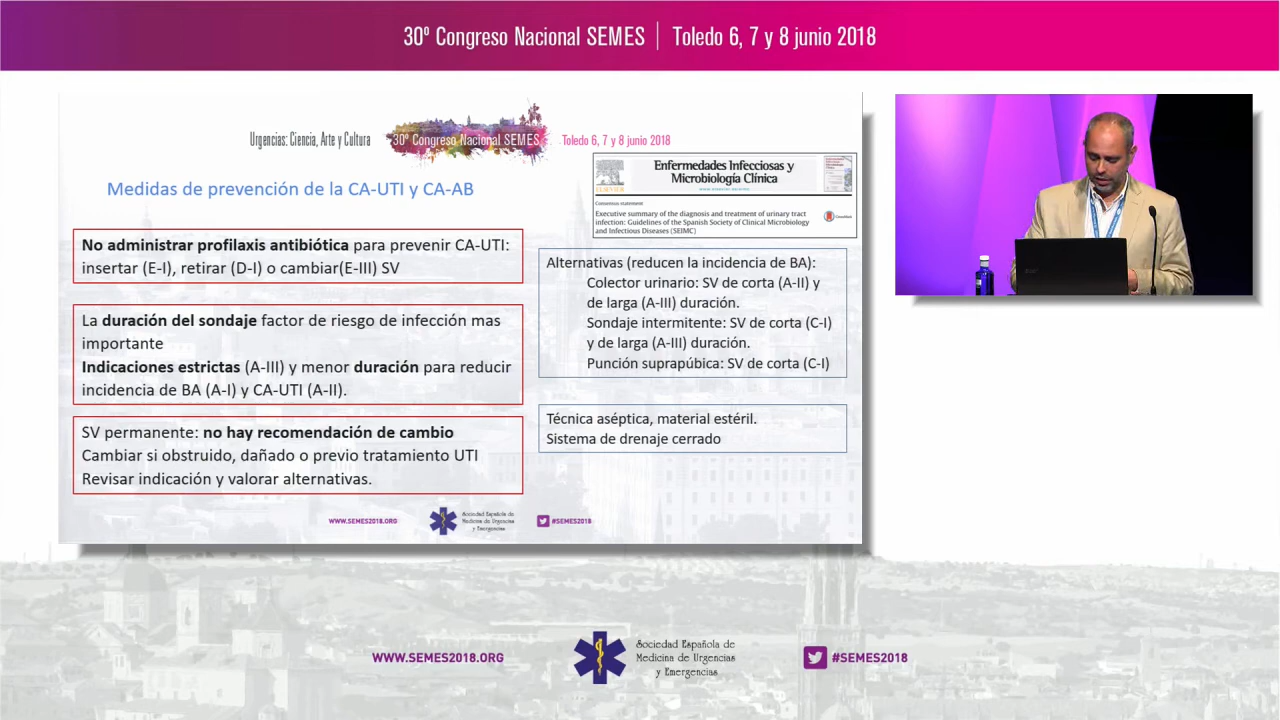 30º Congreso Nacional SEMES | Toledo 6, 7 y 8 junio 2018
Urgencias: Ciencia, Arte y Cultura
30º Congreso Nacional SEMES
Toledo 6, 7 y 8 junio 2018
Medidas de prevención de la CA-UTI y CA-AB
ELSEVIER
Enfermedades Infecciosas y
Microbiología Clínica
Consensus statement
Executive summary of the diagnosis and treatment of urinary tract
infection: Guidelines of the Spanish Society of Clinical Microbiology
and Infectious Diseases (SEIMC)
CrossMark
No administrar profilaxis antibiótica para prevenir CA-UTI:
insertar (E-I), retirar (D-I) o cambiar(E-III) SV
La duración del sondaje factor de riesgo de infección mas
importante
Indicaciones estrictas (A-III) y menor duración para reducir
incidencia de BA (A-I) y CA-UTI (A-II).
SV permanente: no hay recomendación de cambio
Cambiar si obstruido, dañado o previo tratamiento UTI
Revisar indicación y valorar alternativas.
Alternativas (reducen la incidencia de BA):
Colector urinario: SV de corta (A-II) y
de larga (A-III) duración.
Sondaje intermitente: SV de corta (C-I)
y de larga (A-III) duración.
Punción suprapúbica: SV de corta (C-I)
Técnica aséptica, material estéril.
Sistema de drenaje cerrado
WWW.SEMES2018.ORG
Sociedad Española de
Medicina de Urgencias
y Emergencias
#SEMES2018
WWW.SEMES2018.ORG
Sociedad Española de
Medicina de Urgencias
y Emergencias
#SEMES2018